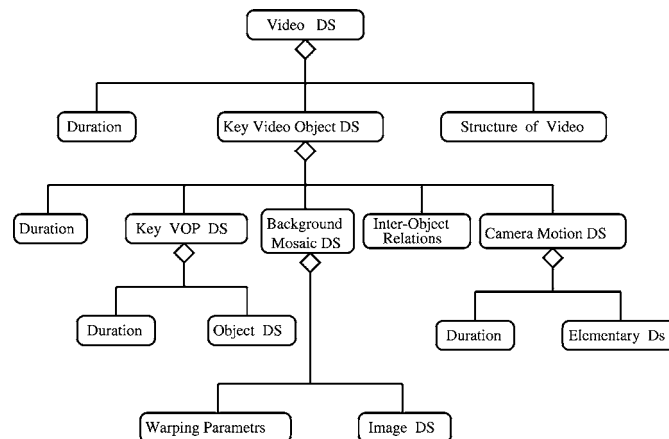 Video DS
Duration
Key Video Object DS
Structure of Video
Duration
Key VOP DS
Background
Mosaic DS
Inter-Object
Relations
Camera Motion DS
Duration
Object DS
Duration
Elementary Ds
Warping Parametrs
Image DS